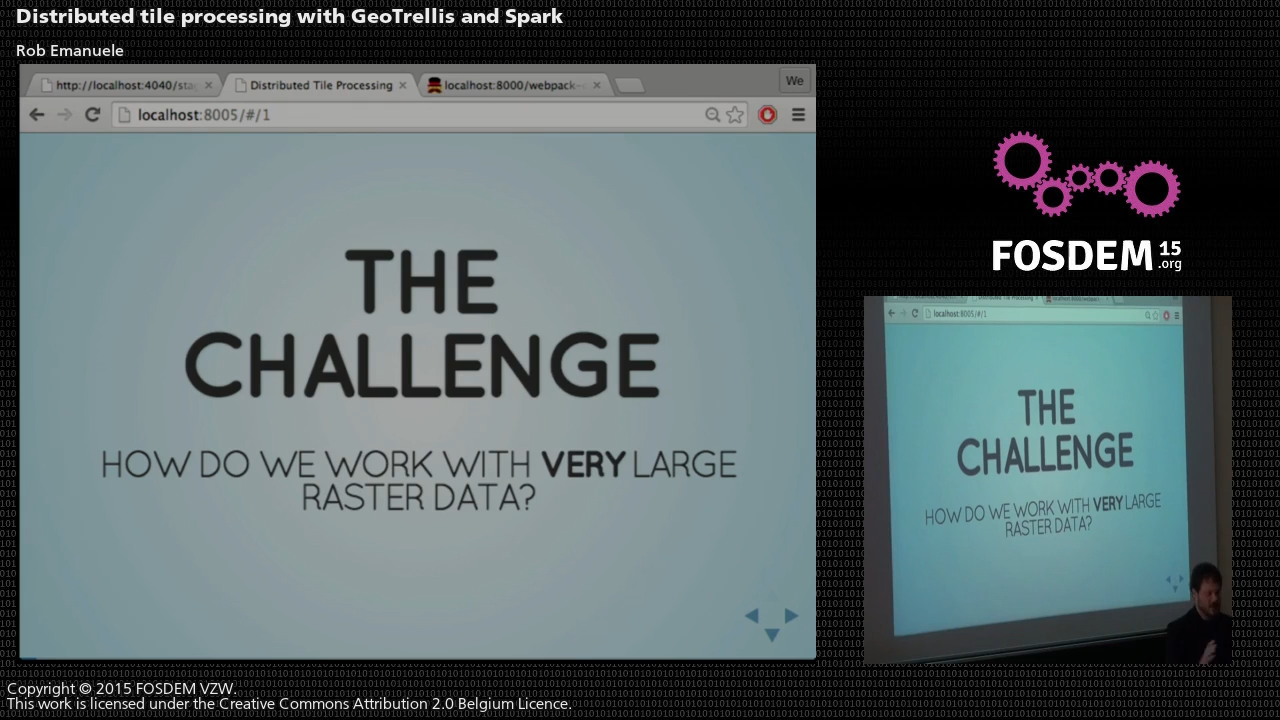 Distributed tile processing with GeoTrellis and Spark
Rob Emanuele
http://localhost:4040/sta
Distributed Tile Processing
localhost:8000/webpack-
We
localhost:8005/#/1
THE
CHALLENGE
HOW DO WE WORK WITH VERY LARGE
RASTER DATA?
FOSDEM 15
.org
localhost:8005/#/1
THE
CHALLENGE
HOW DO WE WORK WITH VERY LARGE
RASTER DATA?
Copyright © 2015 FOSDEM VZW.
This work is licensed under the Creative Commons Attribution 2.0 Belgium Licence.